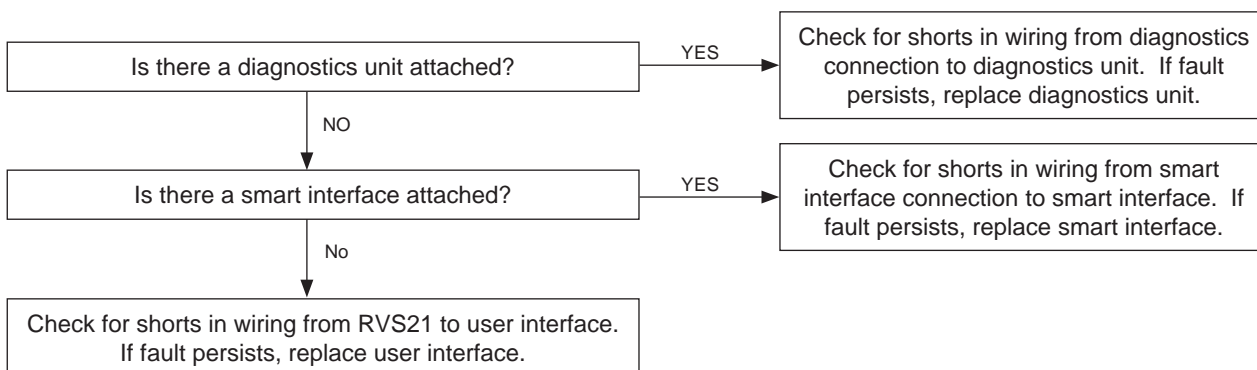 Is there a diagnostics unit attached?
YES
Check for shorts in wiring from diagnostics
connection to diagnostics unit.  If fault
persists, replace diagnostics unit.
NO
Is there a smart interface attached?
YES
Check for shorts in wiring from smart
interface connection to smart interface.  If
fault persists, replace smart interface.
No
Check for shorts in wiring from RVS21 to user interface.
If fault persists, replace user interface.